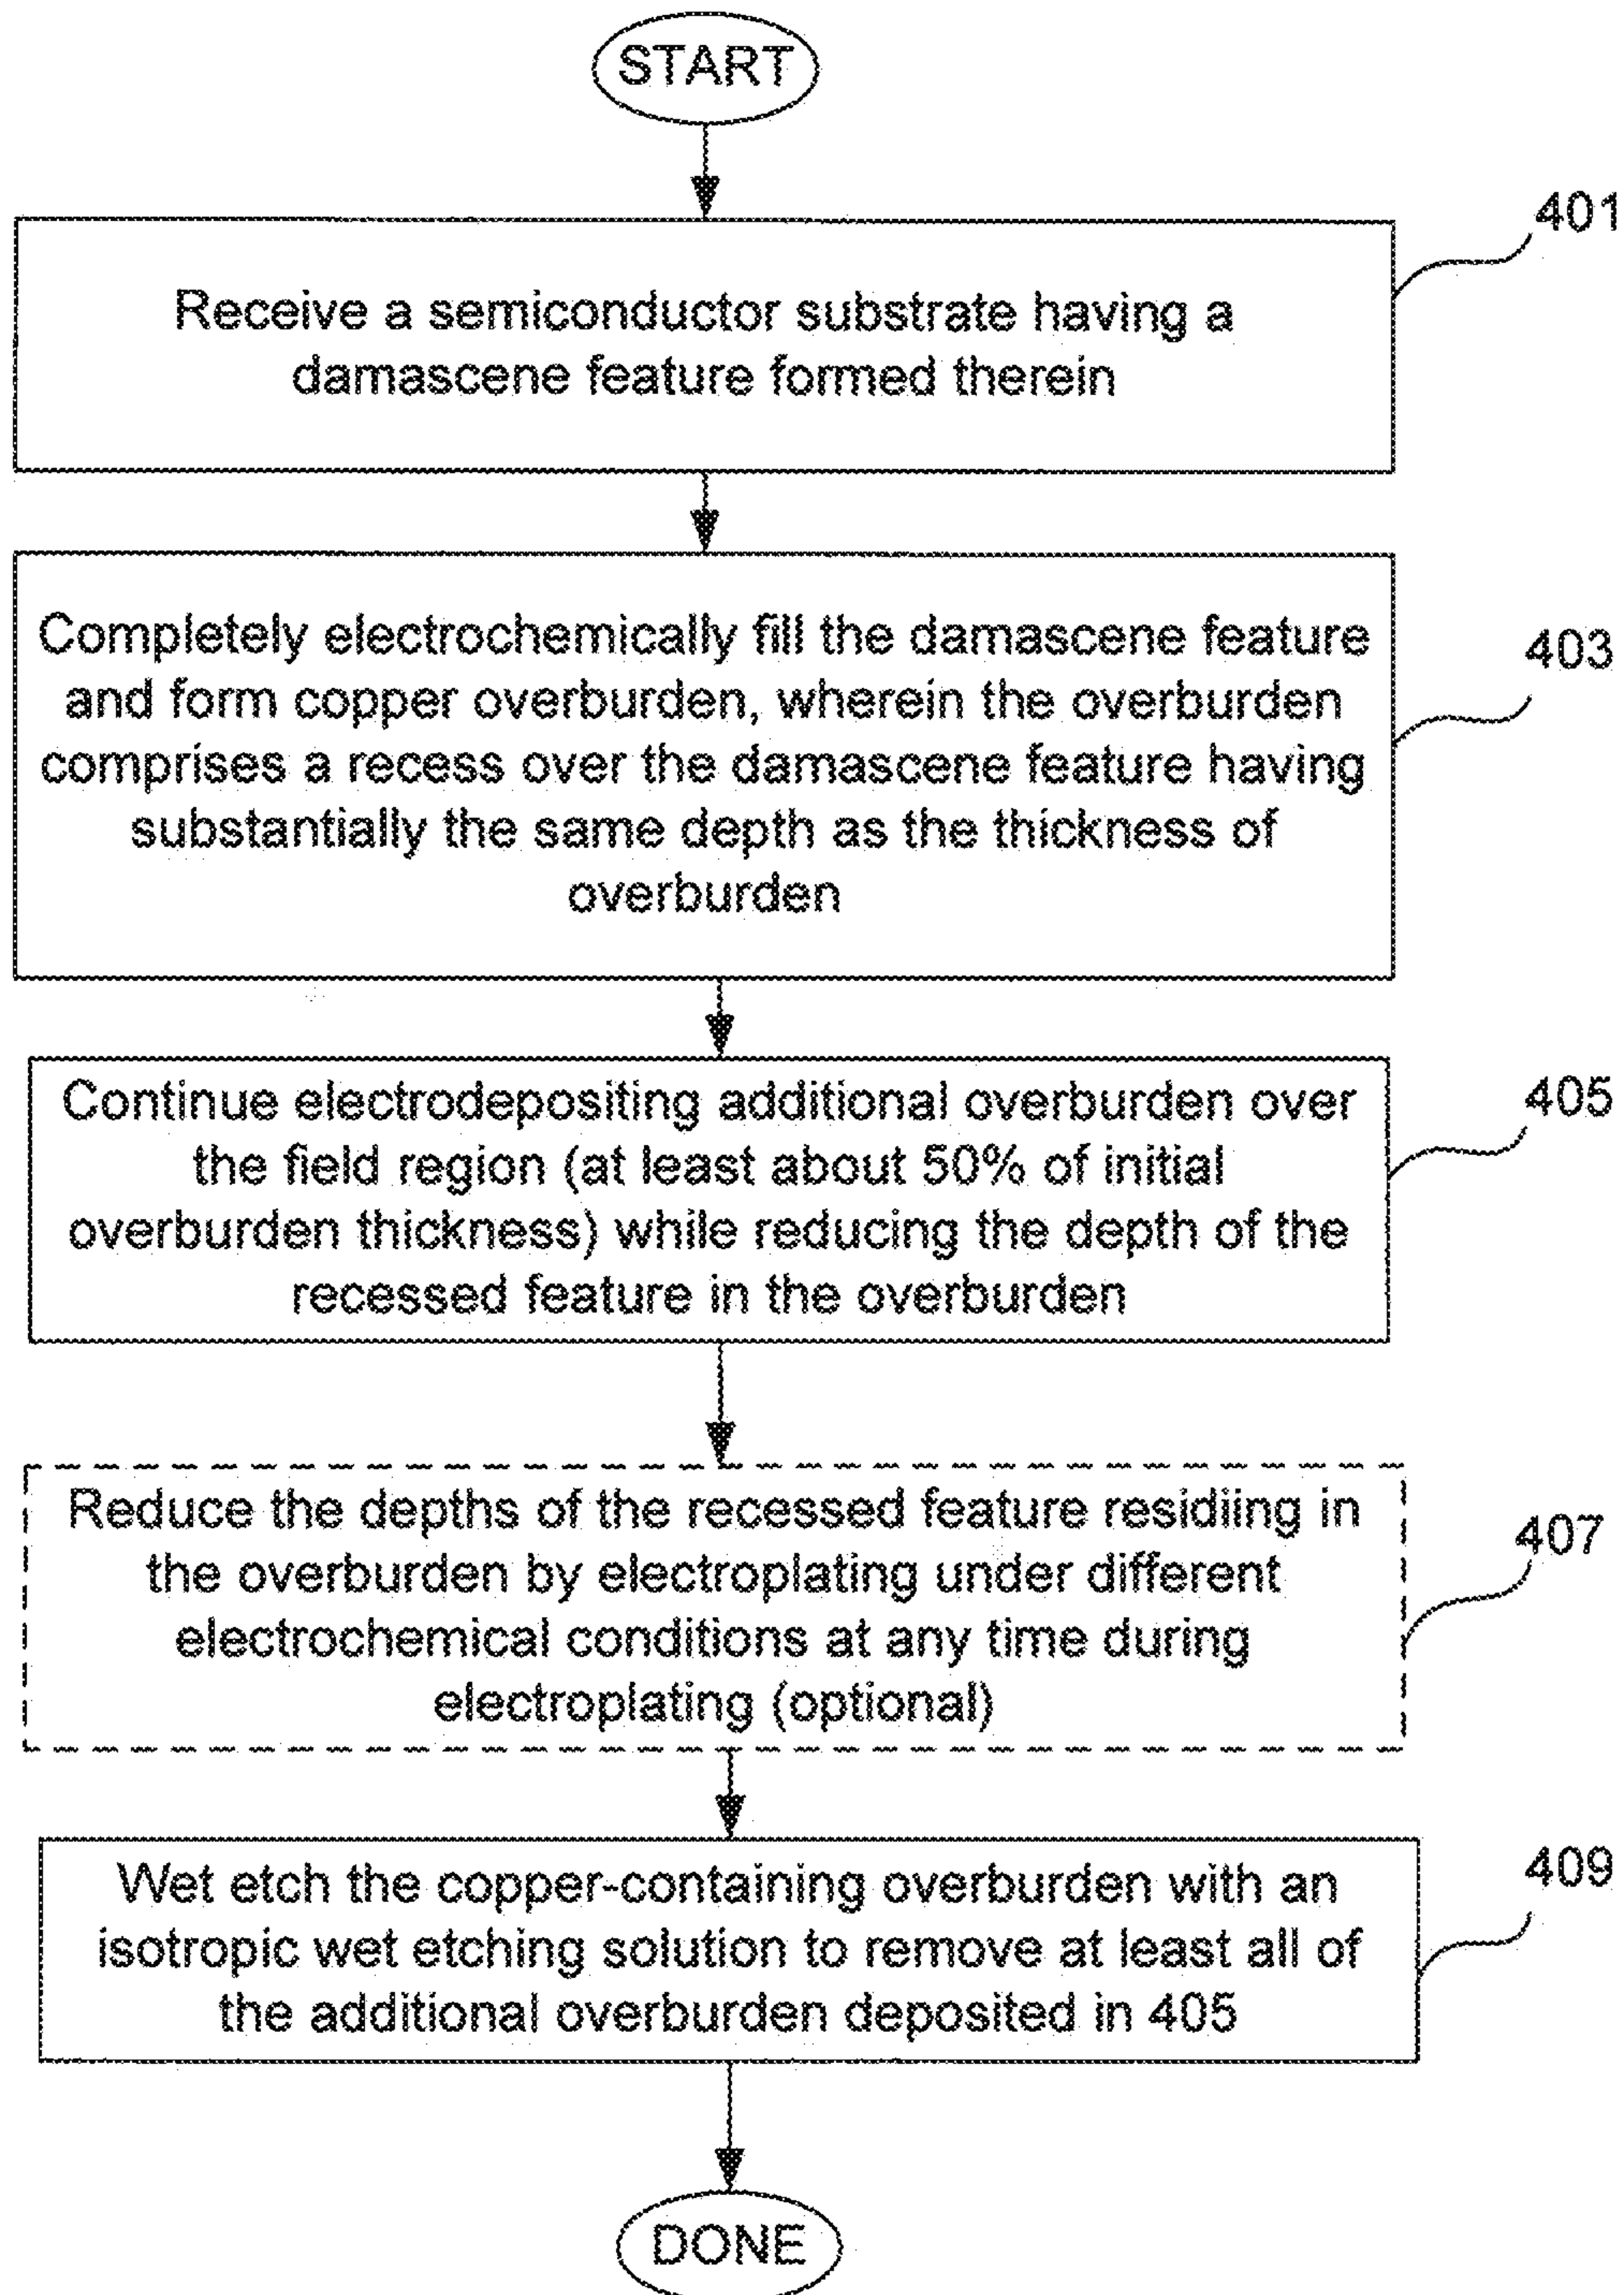 START
401
Receive a semiconductor substrate having a
damascene feature formed therein
Completely electrochemically fill the damascene feature
and form copper overburden, wherein the overburden
comprises a recess over the damascene feature having
substantially the same depth as the thickness of
overburden
403
Continue electrodepositing additional overburden over
the field region (at least about 50% of initial
overburden thickness) while reducing the depth of the
recessed feature in the overburden
405
Reduce the depths of the recessed feature residiing in
the overburden by electroplating under different
electrochemical conditions at any time during
electroplating (optional)
407
Wet etch the copper-containing overburden with an
isotropic wet etching solution to remove at least all of
the additional overburden deposited in 405
409
DONE